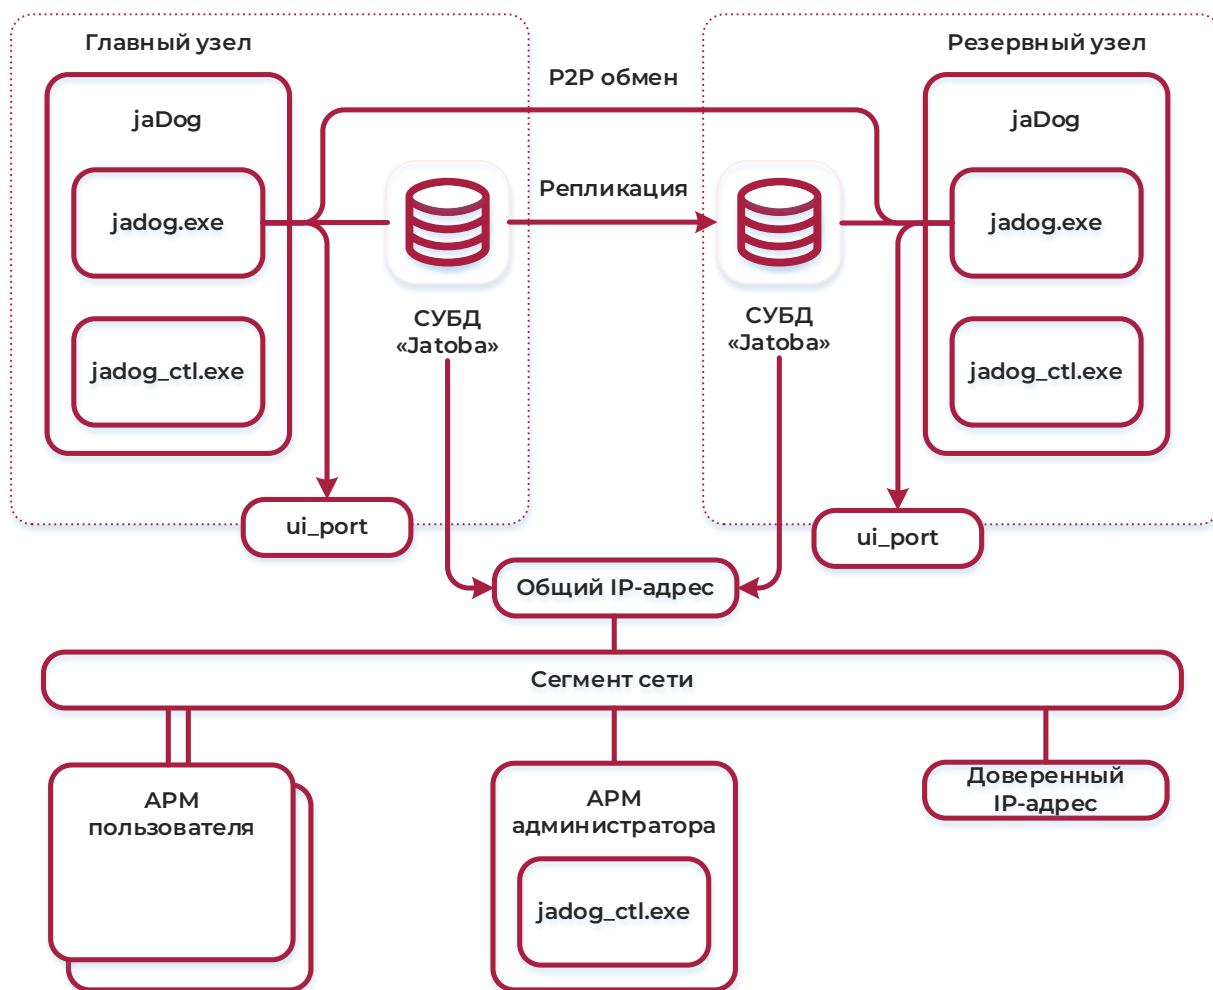 Главный узел
Резервный узел
P2P обмен
jaDog
jaDog
jadog.exe
Репликация
jadog.exe
СУБД
«Jatoba»
СУБД
«Jatoba»
jadog_ctl.exe
jadog_ctl.exe
ui_port
ui_port
Общий IP-адрес
Сегмент сети
АРМ
пользователя
АРМ
администратора
jadog_ctl.exe
Доверенный
IP-адрес